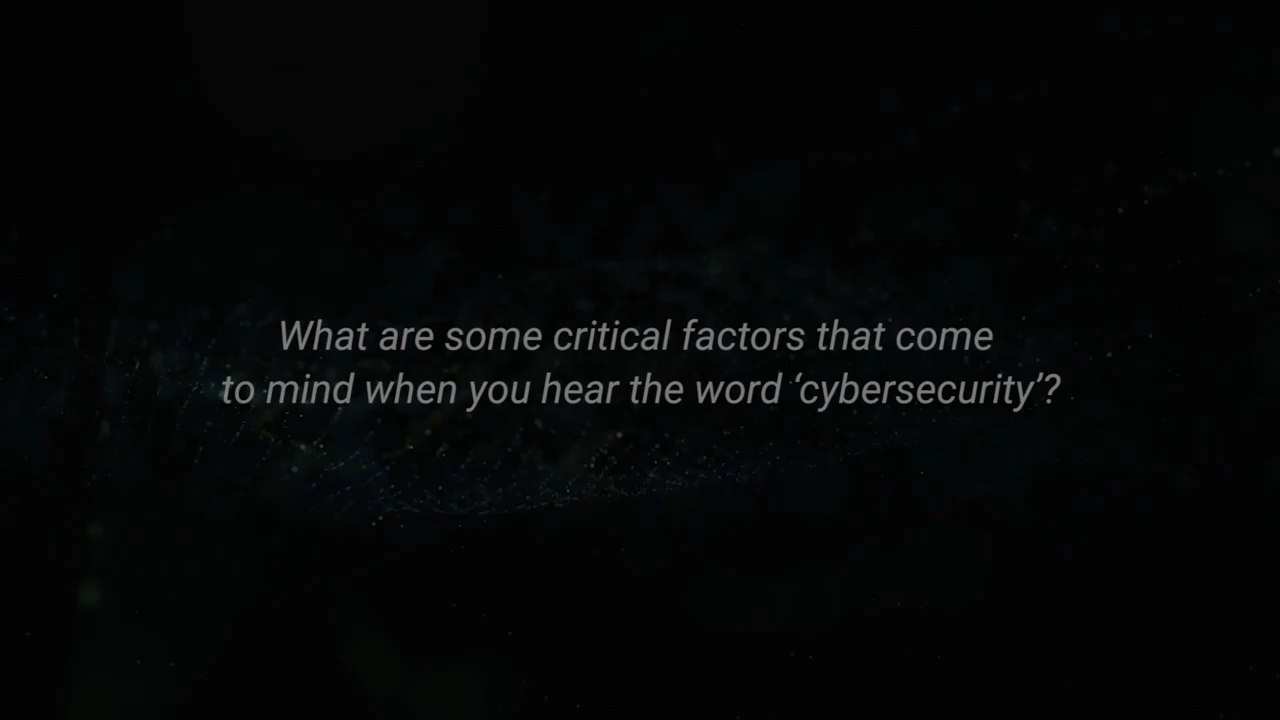 What are some critical factors that come
to mind when you hear the word ‘cybersecurity’?